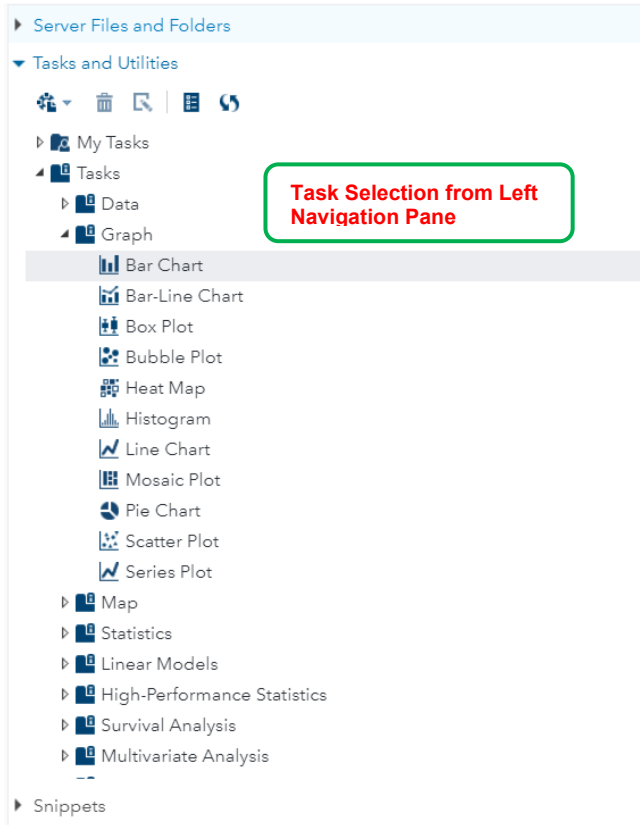 Server Files and Folders
Tasks and Utilities
My Tasks
Tasks
Task Selection from Left
Navigation Pane
Data
Graph
Bar Chart
Bar-Line Chart
Box Plot
Bubble Plot
Heat Map
Histogram
Line Chart
Mosaic Plot
Pie Chart
Scatter Plot
Series Plot
Map
Statistics
Linear Models
High-Performance Statistics
Survival Analysis
Multivariate Analysis
Snippets